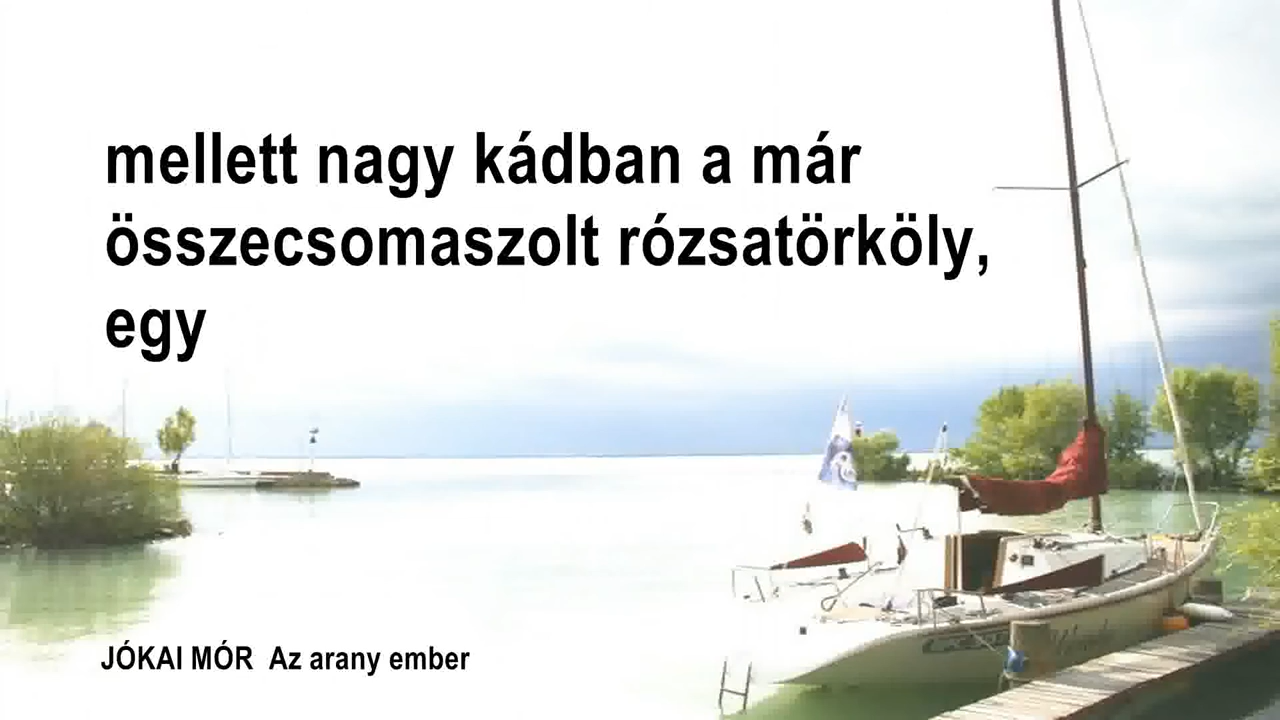 mellett nagy kádban a már
összecsomaszolt rózsatörköly,
egy
JÓKAI MÓR  Az arany ember